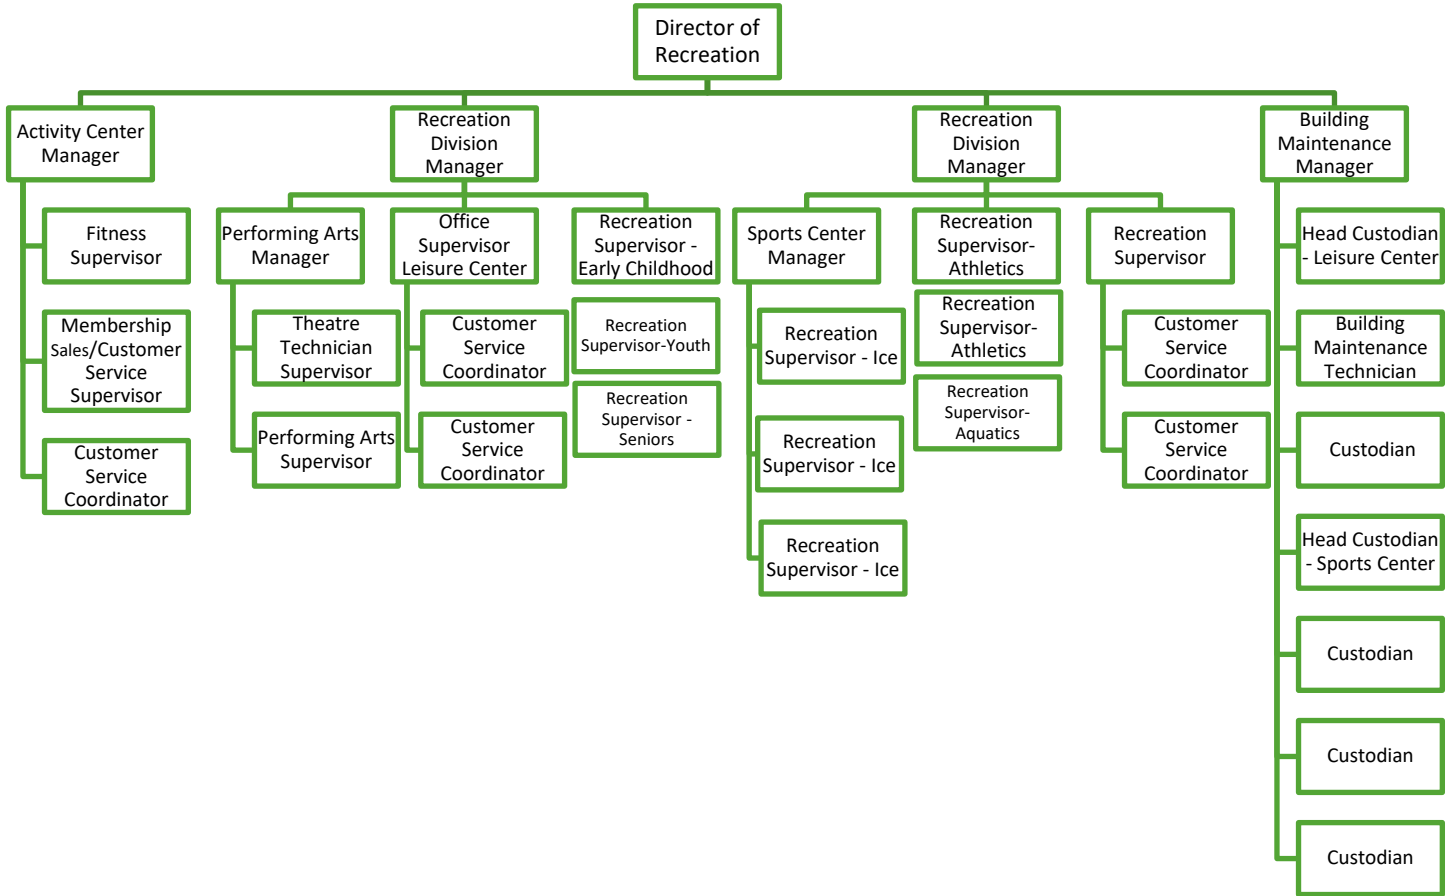 Director of
Recreation
Activity Center
Manager
Recreation
Division
Manager
Recreation
Division
Manager
Building
Maintenance
Manager
Fitness
Supervisor
Membership
Sales/Customer
Service
Supervisor
Customer
Service
Coordinator
Performing Arts
Manager
Theatre
Technician
Supervisor
Performing Arts
Supervisor
Office
Supervisor
Leisure Center
Customer
Service
Coordinator
Customer
Service
Coordinator
Recreation
Supervisor -
Early Childhood
Recreation
Supervisor-Youth
Recreation
Supervisor -
Seniors
Sports Center
Manager
Recreation
Supervisor - Ice
Recreation
Supervisor - Ice
Recreation
Supervisor - Ice
Recreation
Supervisor-
Athletics
Recreation
Supervisor-
Athletics
Recreation
Supervisor-
Aquatics
Recreation
Supervisor
Customer
Service
Coordinator
Customer
Service
Coordinator
Head Custodian
- Leisure Center
Building
Maintenance
Technician
Custodian
Head Custodian
- Sports Center
Custodian
Custodian
Custodian